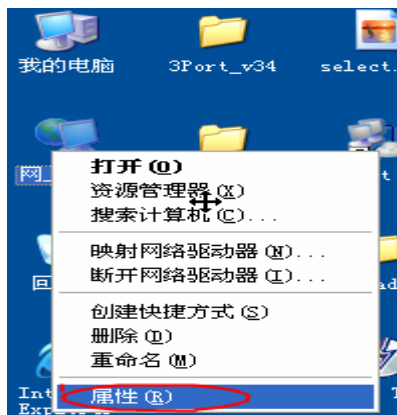 我的电脑
3Port_v34
select.
网
t
打开(O)
资源管理器(X)
搜索计算机(C)...
映射网络驱动器(N)...
断开网络驱动器(I)...
回
ad
创建快捷方式(S)
删除(D)
重命名(M)
属性(R)
Int
Exp